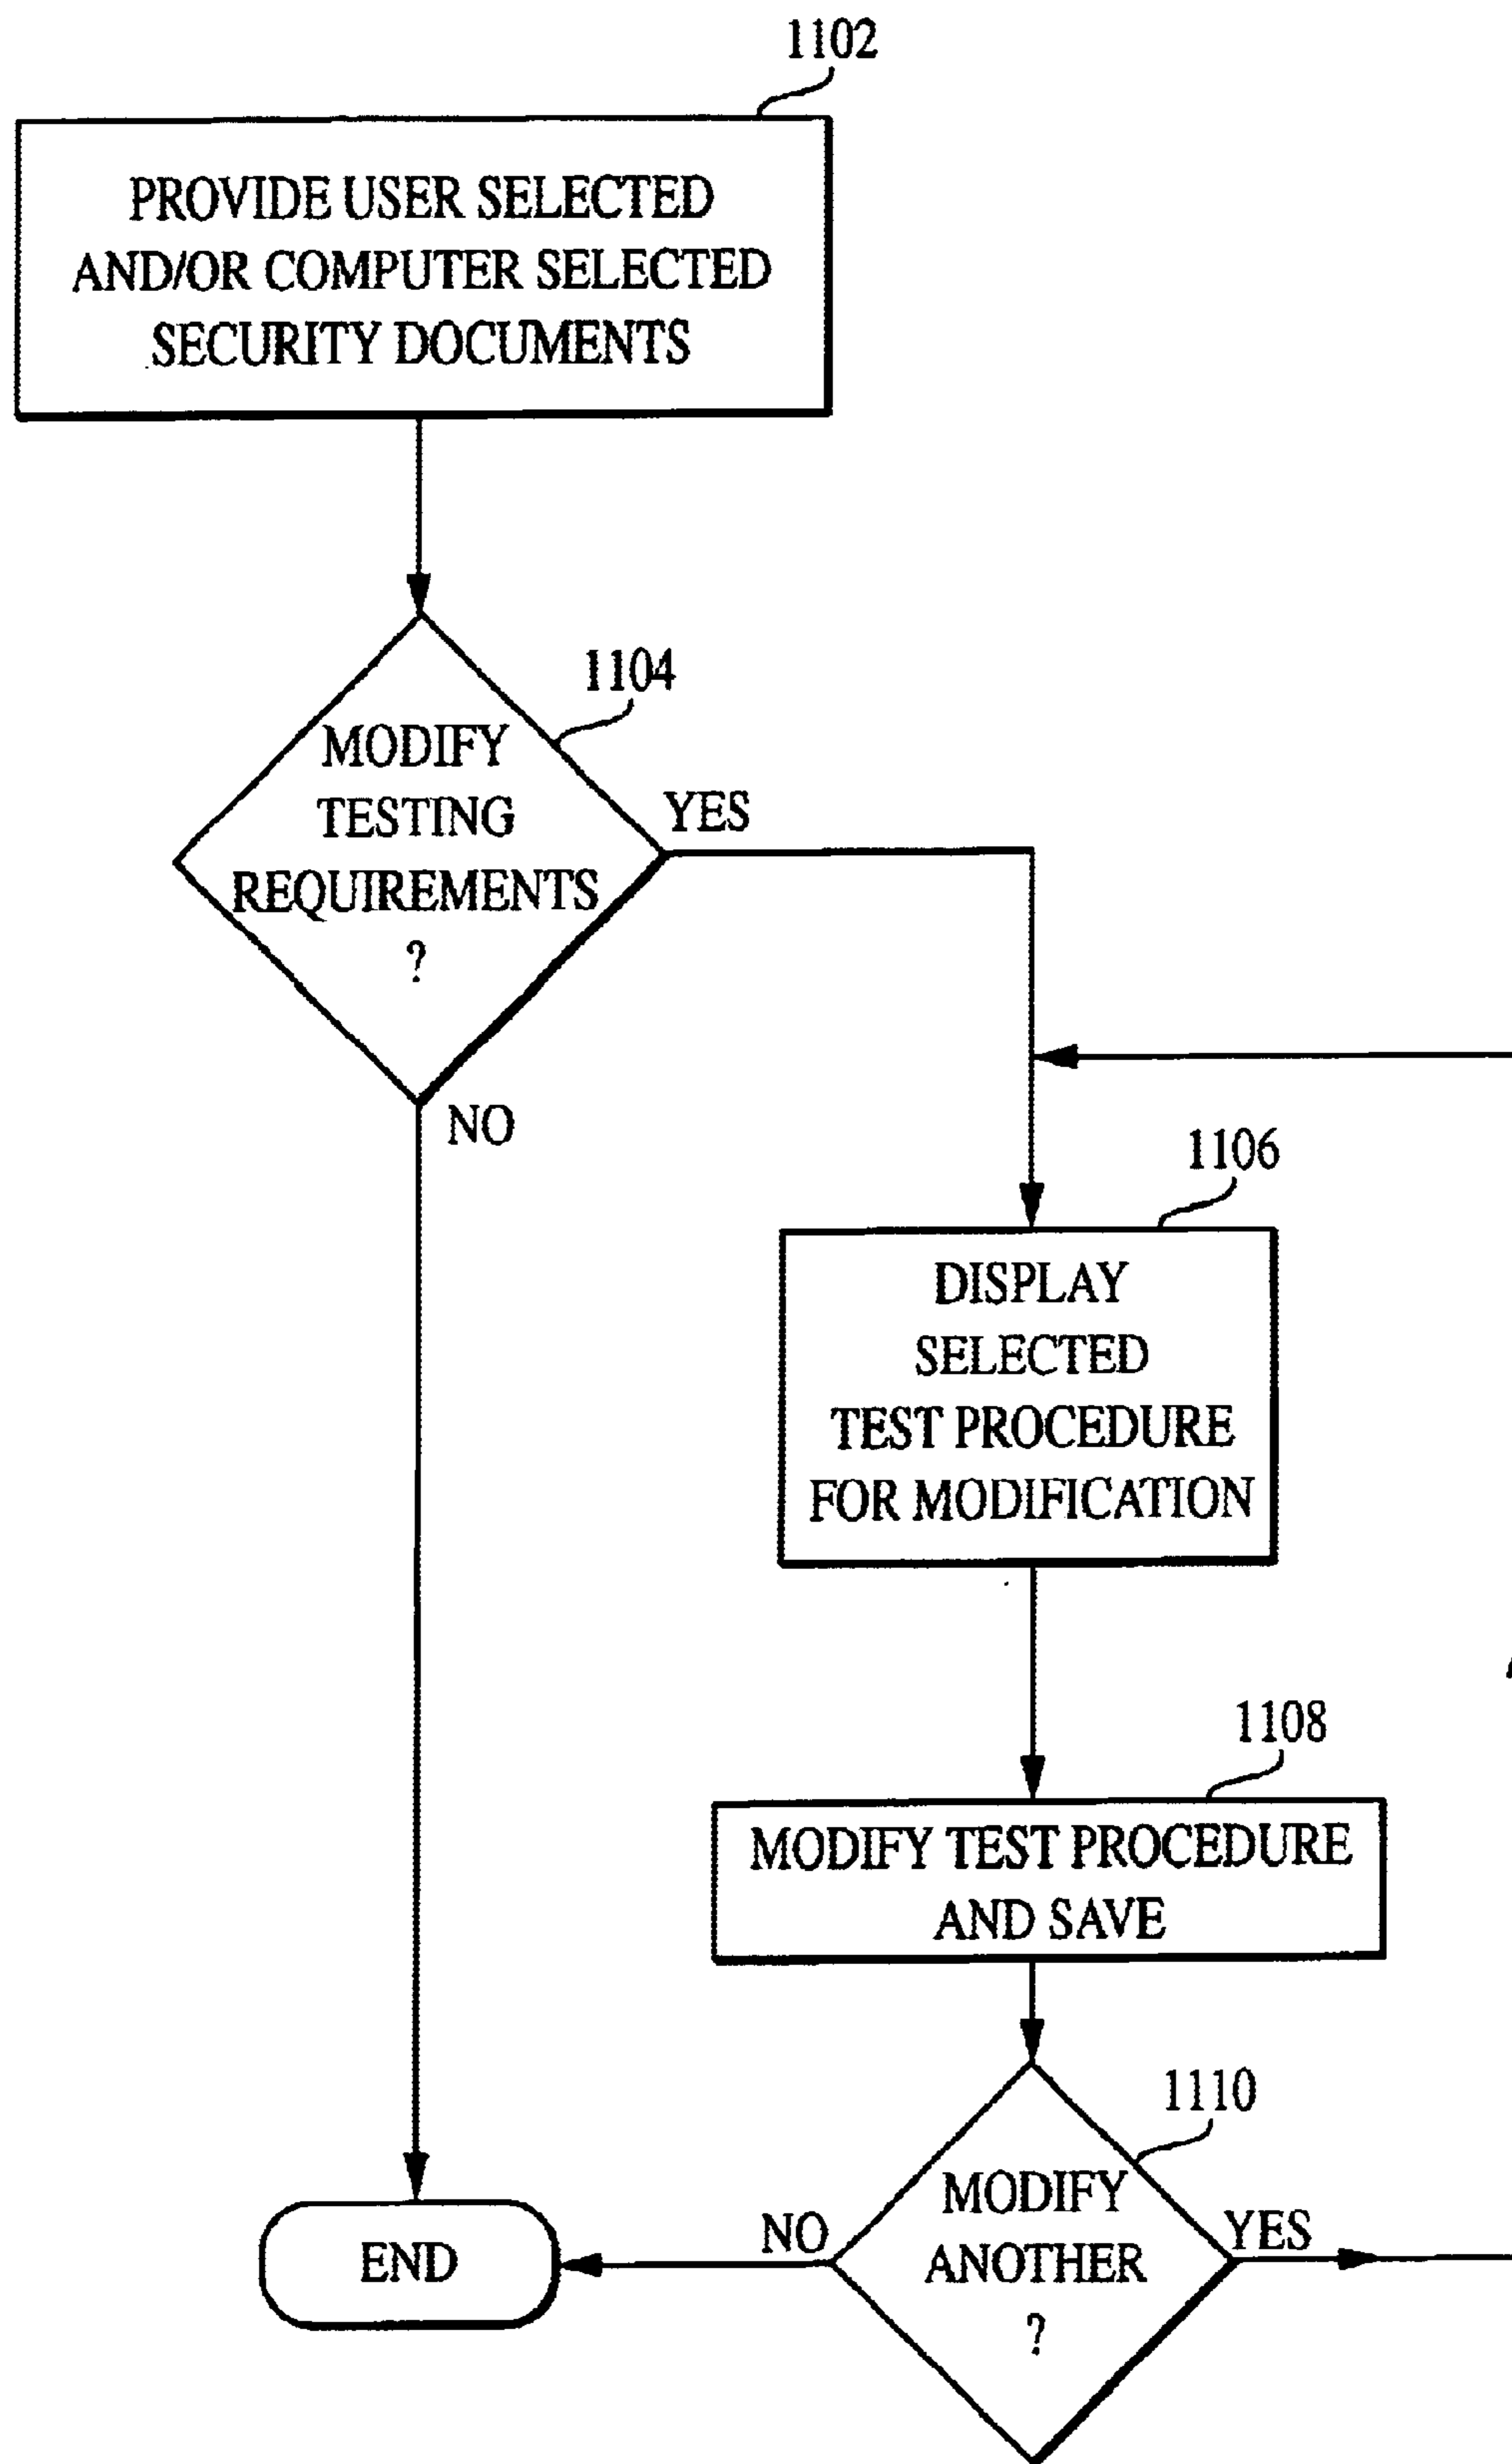 1102
PROVIDE USER SELECTED
AND/OR COMPUTER SELECTED
SECURITY DOCUMENTS
1104
MODIFY
TESTING
REQUIREMENTS
?
YES
NO
1106
DISPLAY
SELECTED
TEST PROCEDURE
FOR MODIFICATION
1108
MODIFY TEST PROCEDURE
AND SAVE
1110
MODIFY
ANOTHER
?
NO
YES
END